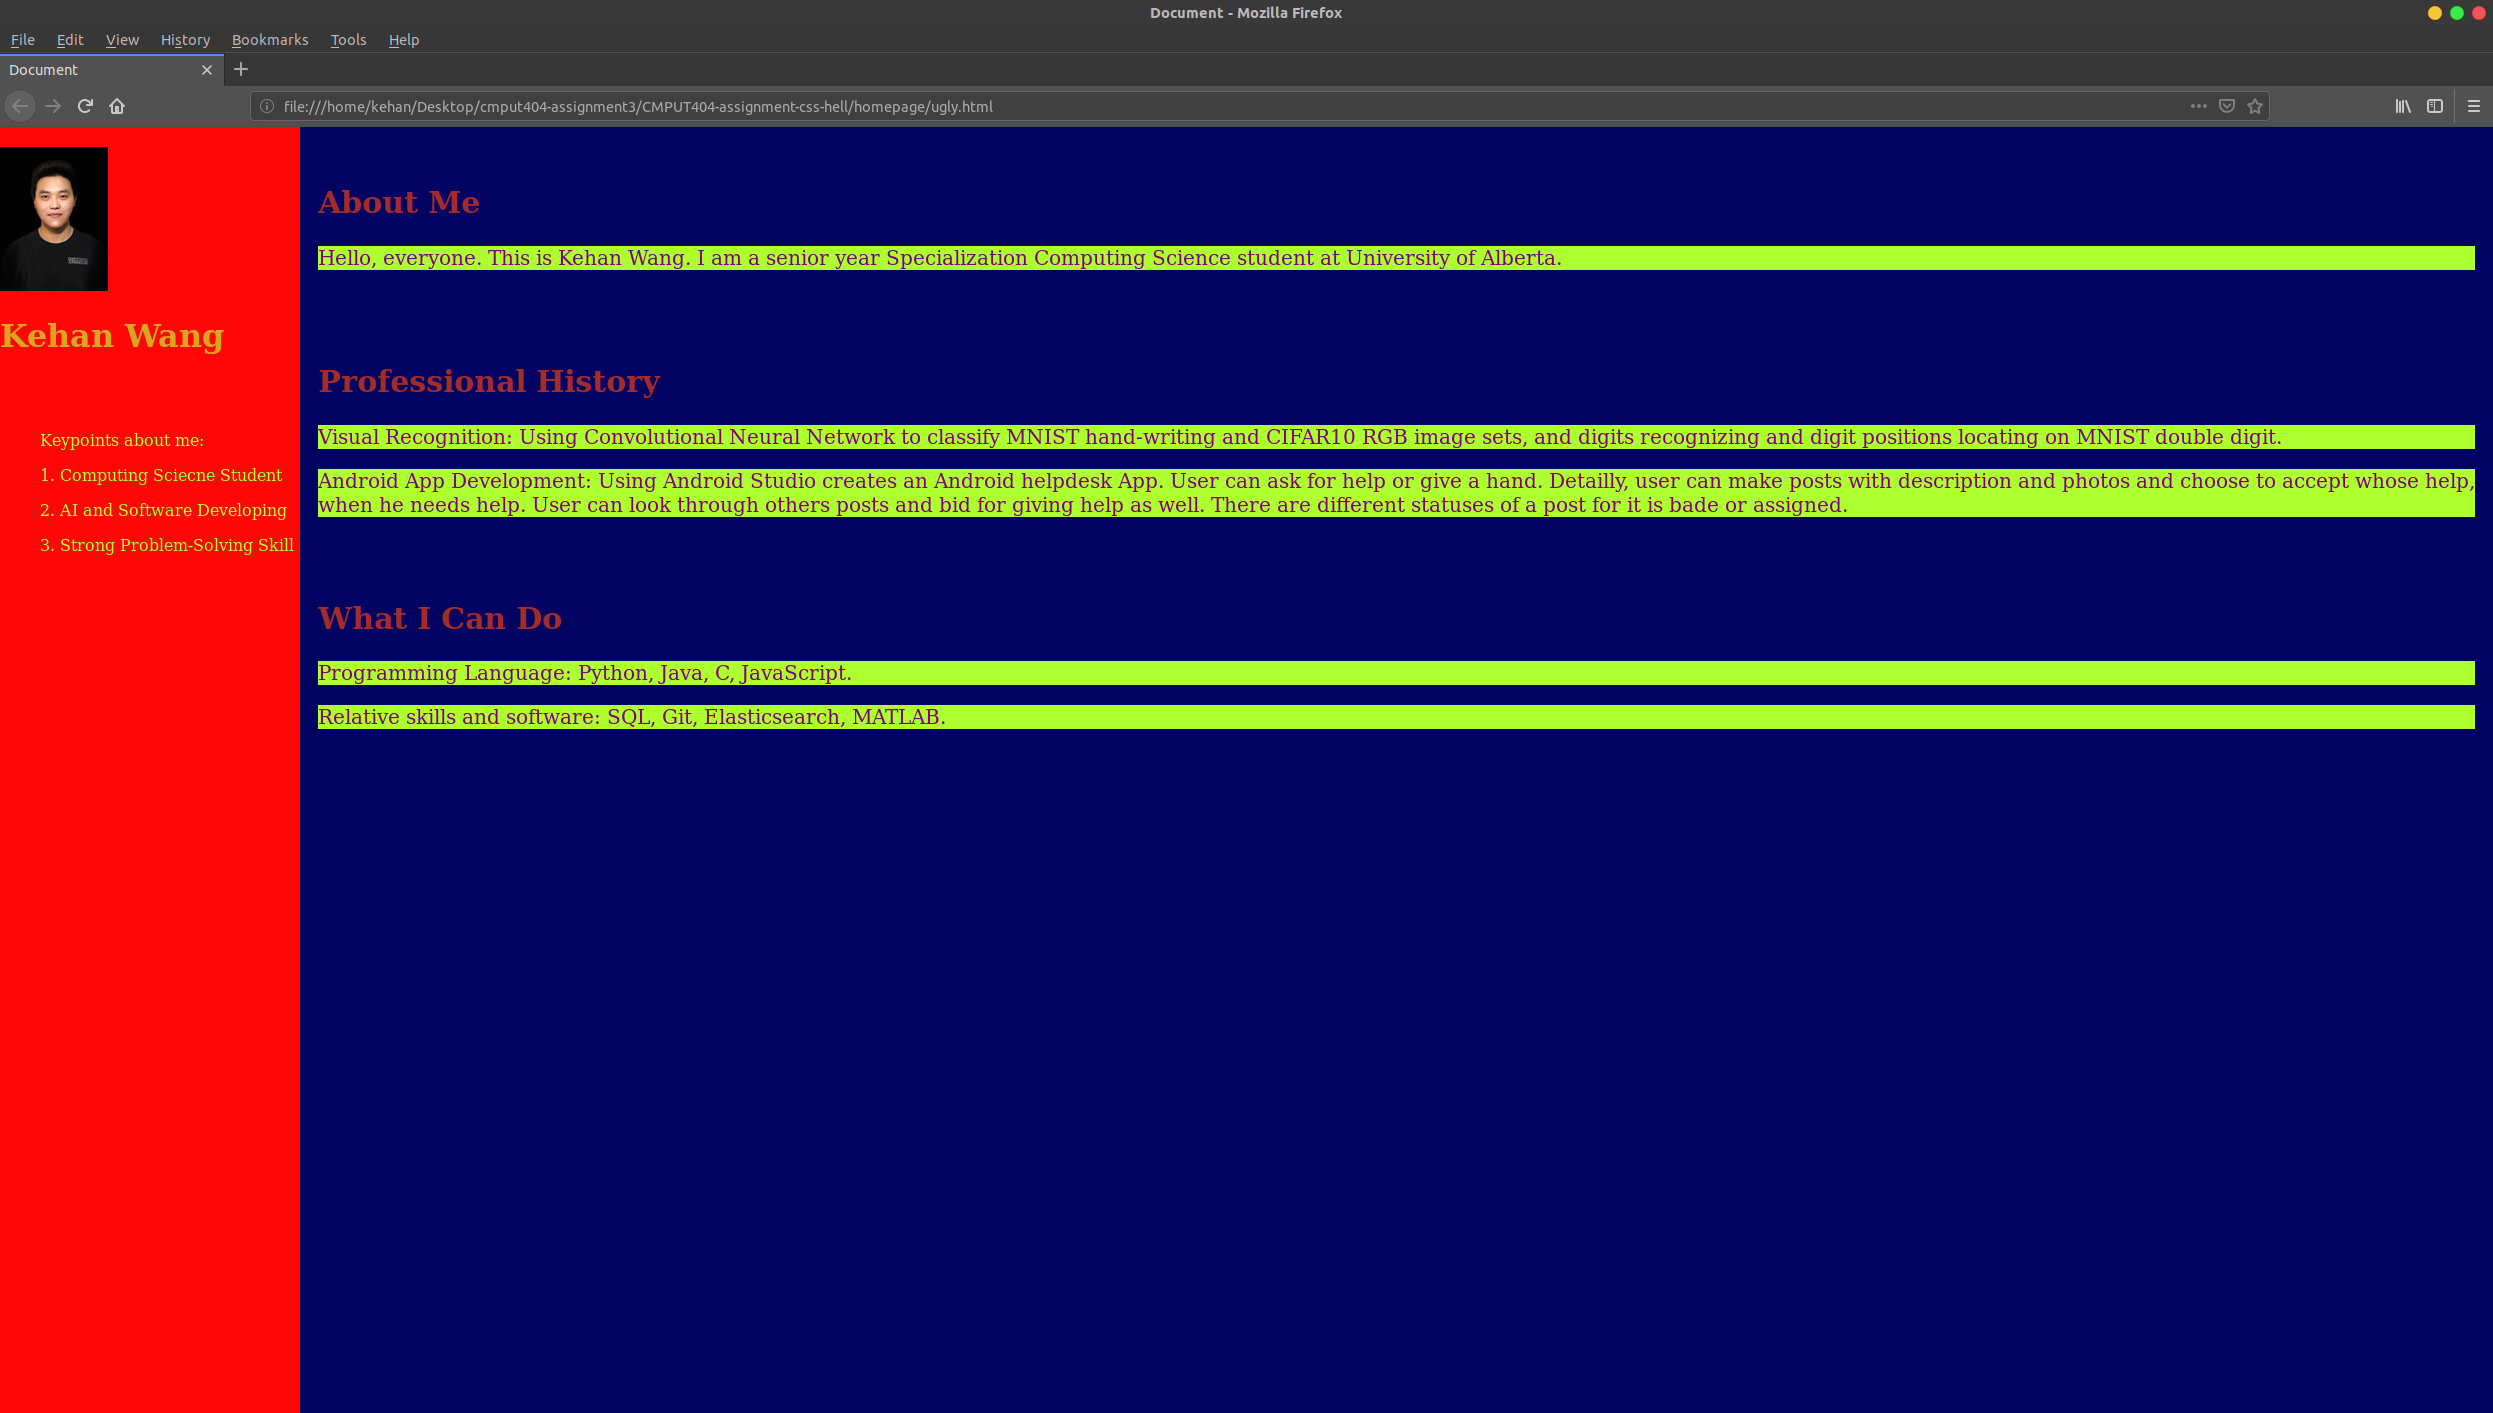 Document - Mozilla Firefox
File Edit View History Bookmarks Tools Help
Document
file:///home/kehan/Desktop/cmput404-assignment3/CMPUT404-assignment-css-hell/homepage/ugly.html
Kehan Wang
Keypoints about me:
1. Computing Sciecne Student
2. AI and Software Developing
3. Strong Problem-Solving Skill
About Me
Hello, everyone. This is Kehan Wang. I am a senior year Specialization Computing Science student at University of Alberta.
Professional History
Visual Recognition: Using Convolutional Neural Network to classify MNIST hand-writing and CIFAR10 RGB image sets, and digits recognizing and digit positions locating on MNIST double digit.
Android App Development: Using Android Studio creates an Android helpdesk App. User can ask for help or give a hand. Detailly, user can make posts with description and photos and choose to accept whose help,
when he needs help. User can look through others posts and bid for giving help as well. There are different statuses of a post for it is bade or assigned.
What I Can Do
Programming Language: Python, Java, C, JavaScript.
Relative skills and software: SQL, Git, Elasticsearch, MATLAB.